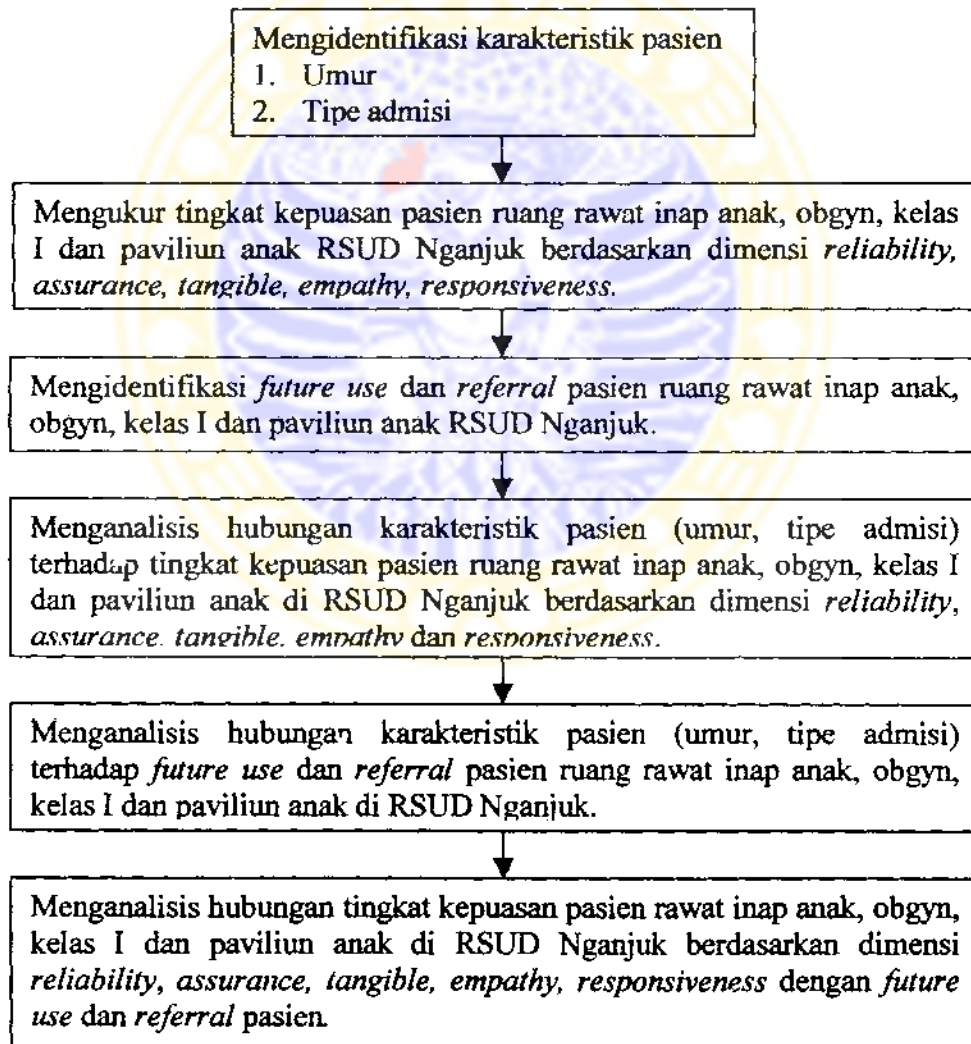 Mengidentifikasi karakteristik pasien
1. Umur
2. Tipe admisi
Mengukur tingkat kepuasan pasien ruang rawat inap anak, obgyn, kelas
I dan paviliun anak RSUD Nganjuk berdasarkan dimensi reliability,
assurance, tangible, empathy, responsiveness.
Mengidentifikasi future use dan referral pasien ruang rawat inap anak,
obgyn, kelas I dan paviliun anak RSUD Nganjuk.
Menganalisis hubungan karakteristik pasien (umur, tipe admisi)
terhadap tingkat kepuasan pasien ruang rawat inap anak, obgyn, kelas I
dan paviliun anak di RSUD Nganjuk berdasarkan dimensi reliability,
assurance, tangible, empathy dan responsiveness.
Menganalisis hubungan karakteristik pasien (umur, tipe admisi)
terhadap future use dan referral pasien ruang rawat inap anak, obgyn,
kelas I dan paviliun anak di RSUD Nganjuk.
Menganalisis hubungan tingkat kepuasan pasien rawat inap anak, obgyn,
kelas I dan paviliun anak di RSUD Nganjuk berdasarkan dimensi
reliability, assurance, tangible, empathy, responsiveness dengan future
use dan referral pasien.